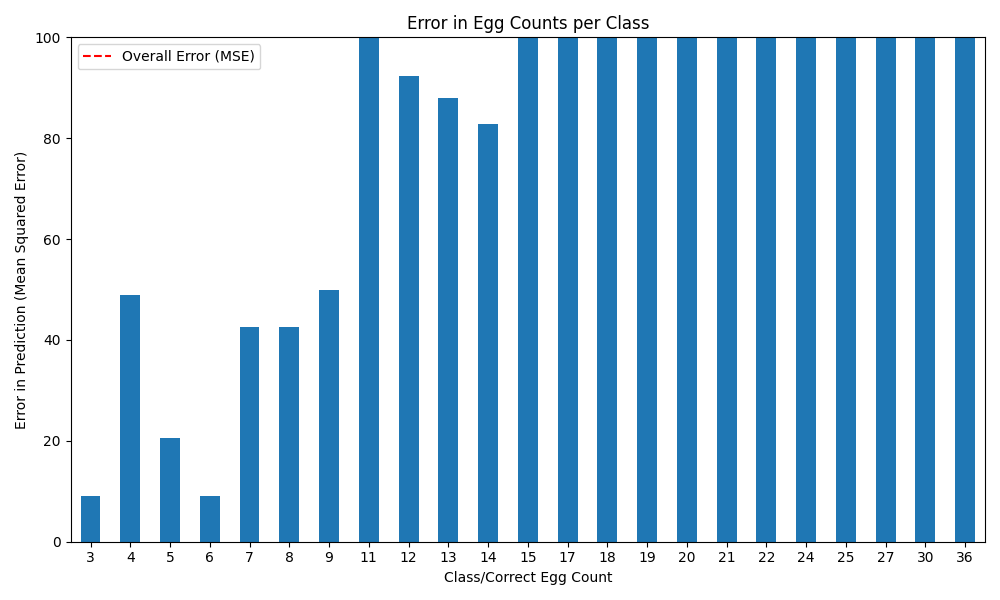 Error in Egg Counts per Class
Overall Error (MSE)
Error in Prediction (Mean Squared Error)
100
80
60
40
20
0
3 4 5 6 7 8 9 11 12 13 14 15 17 18 19 20 21 22 24 25 27 30 36
Class/Correct Egg Count